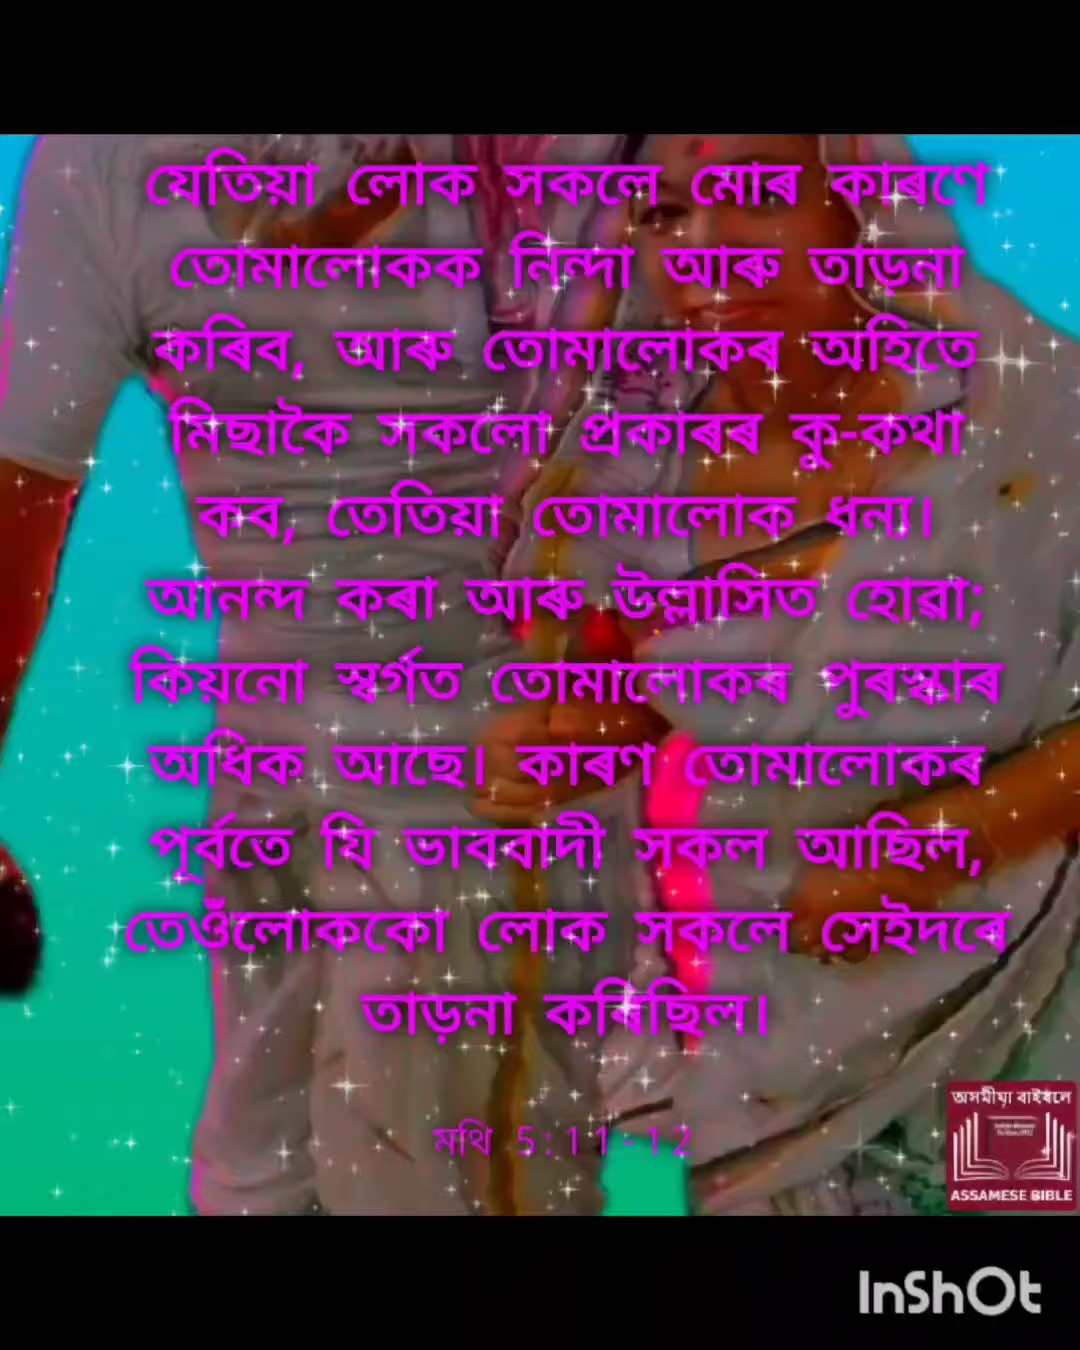 যেতিয়া লোক সকলে মোৰ কাৰণে
তোমালোকক নিন্দা আৰু তাড়না
কৰিব, আৰু তোমালোকৰ অহিতে
মিছাকৈ সকলো প্ৰকাৰৰ কু-কথা
কব, তেতিয়া তোমালোক ধন্য।
আনন্দ কৰা আৰু উল্লাসিত হোৱা;
কিয়নো স্বৰ্গত তোমালোকৰ পুৰস্কাৰ
অধিক আছে। কাৰণ তোমালোকৰ
পূৰ্বতে যি ভাববাদী সকল আছিল,
তেওঁলোককো লোক সকলে সেইদৰে
তাড়না কৰিছিল।
মথি 5:11-12
অসমীয়া বাইবেল
ASSAMESE BIBLE
InShOt